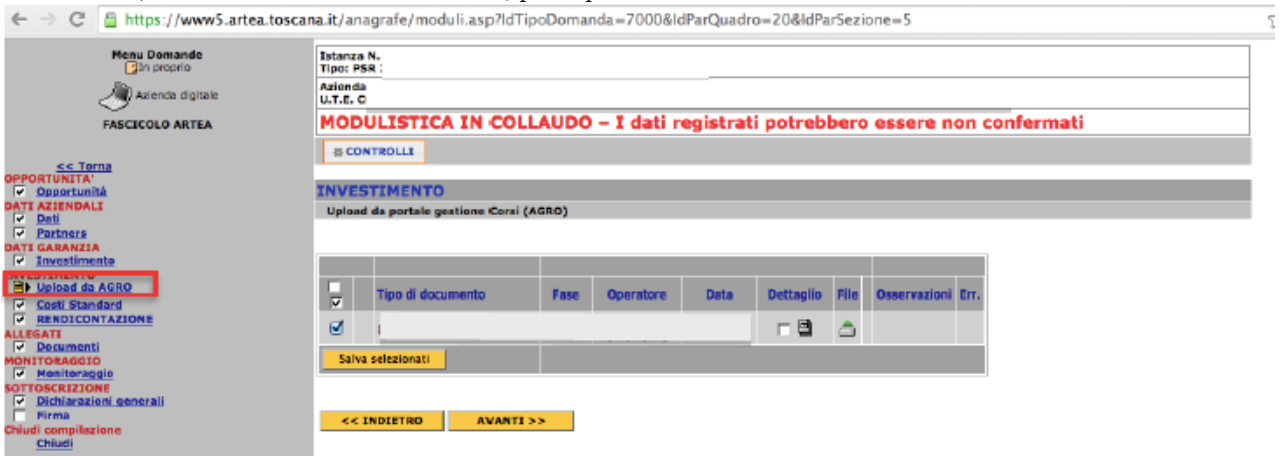 https://www5.artea.toscana.it/anagrafe/moduli.asp?IdTipoDomanda=7000&IdParQuadro=20&IdParSezione=5
Menu Domande
In proprio
Azienda digitale
FASCICOLO ARTEA
<< Torna
OPPORTUNITA'
Opportunità
DATI AZIENDALI
Dati
Partners
DATI GARANZIA
Investimento
INVESTIMENTO
Upload da AGRO
Costi Standard
RENDICONTAZIONE
ALLEGATI
Documenti
MONITORAGGIO
Monitoraggio
SOTTOSCRIZIONE
Dichiarazioni generali
Firma
Chiudi compilazione
Chiudi
Istanza N.
Tipo: PSR
Azienda
U.T.E.
MODULISTICA IN COLLAUDO – I dati registrati potrebbero essere non confermati
CONTROLLI
INVESTIMENTO
Upload da portale gestione Corsi (AGRO)
Tipo di documento Fase Operatore Data Dettaglio File Osservazioni Err.
Salva selezionati
<< INDIETRO AVANTI >>